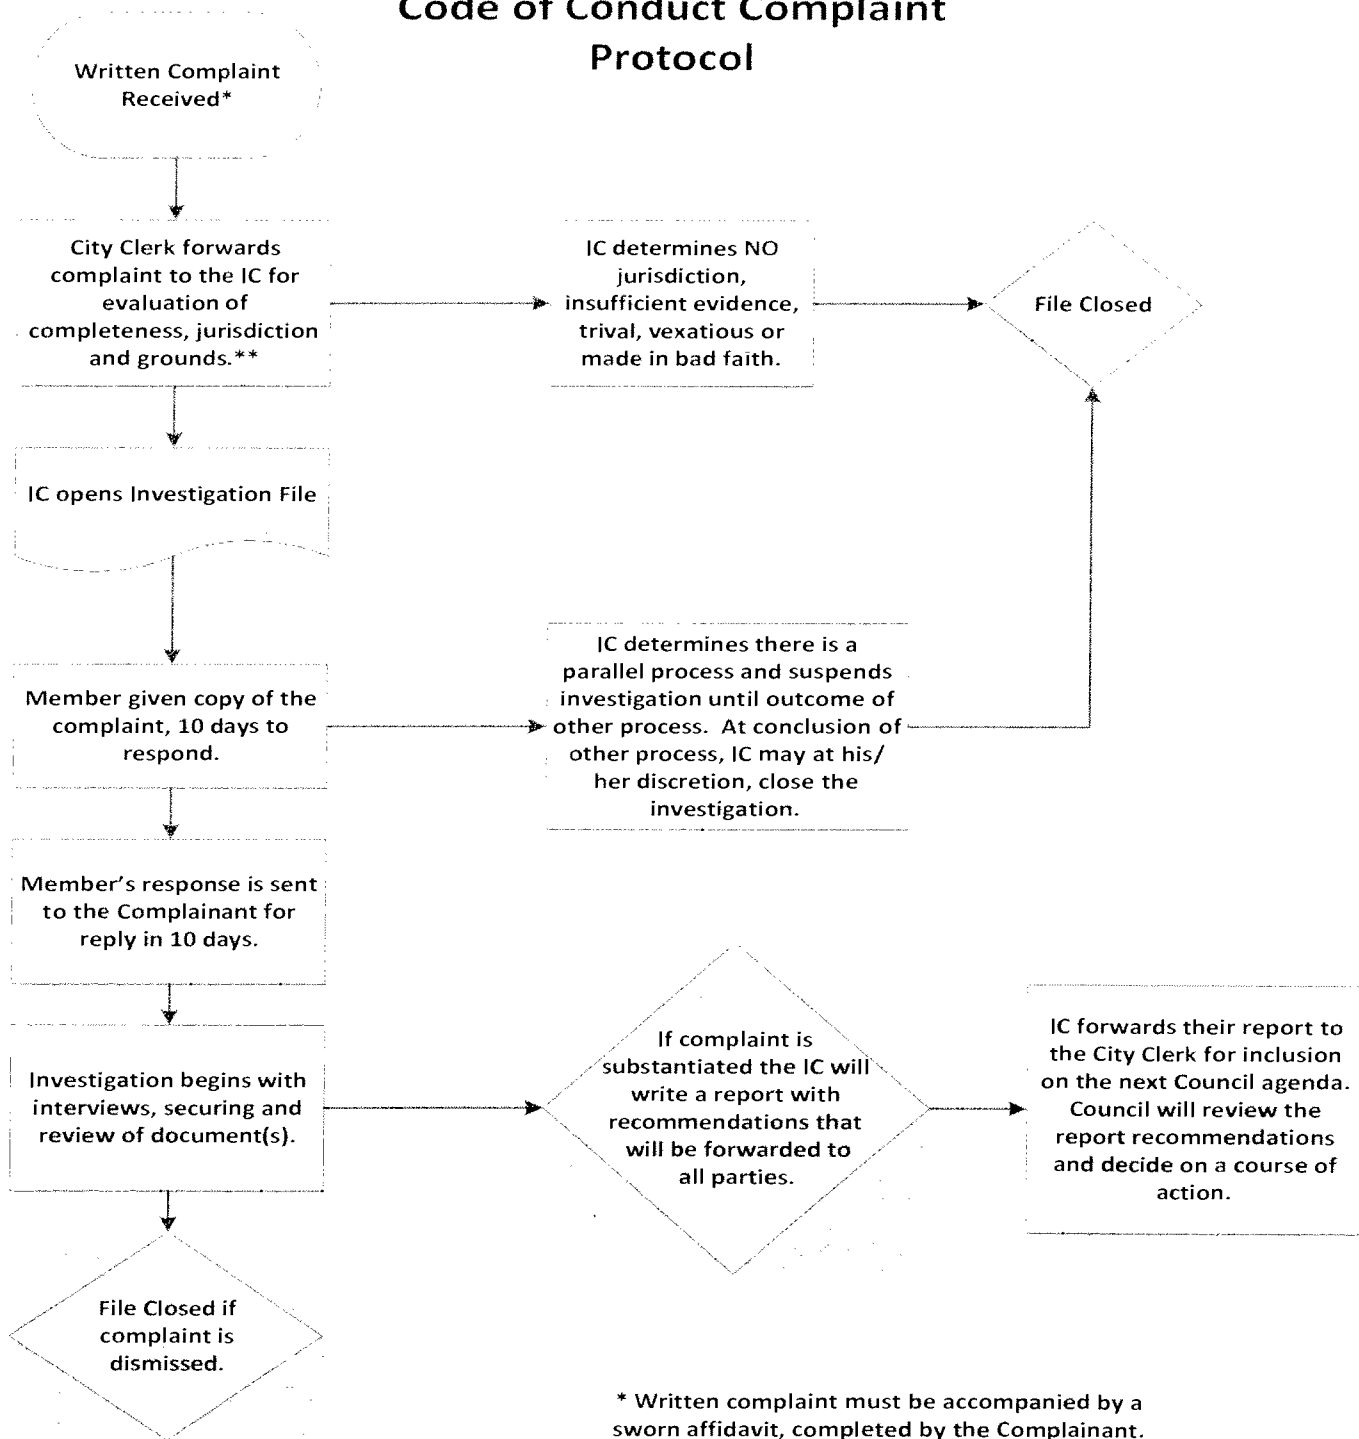 Code of Conduct Complaint
Protocol
Written Complaint
Received*
City Clerk forwards
complaint to the IC for
evaluation of
completeness, jurisdiction
and grounds.**
IC determines NO
jurisdiction,
insufficient evidence,
trival, vexatious or
made in bad faith.
File Closed
IC opens Investigation File
Member given copy of the
complaint, 10 days to
respond.
IC determines there is a
parallel process and suspends
investigation until outcome of
other process. At conclusion of
other process, IC may at his/
her discretion, close the
investigation.
Member's response is sent
to the Complainant for
reply in 10 days.
Investigation begins with
interviews, securing and
review of document(s).
If complaint is
substantiated the IC will
write a report with
recommendations that
will be forwarded to
all parties.
IC forwards their report to
the City Clerk for inclusion
on the next Council agenda.
Council will review the
report recommendations
and decide on a course of
action.
File Closed if
complaint is
dismissed.
* Written complaint must be accompanied by a
sworn affidavit, completed by the Complainant.